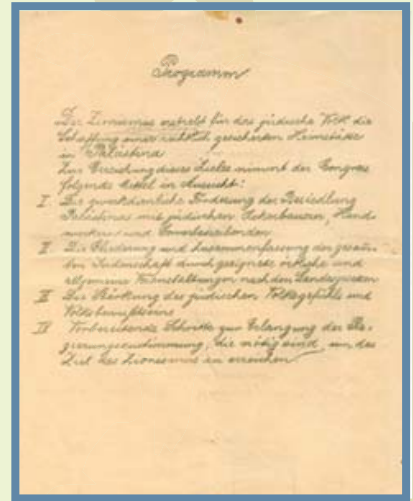 Programm
Der Zionismus erstrebt für das jüdische Volk die
Schaffung einer rechtlich gesicherten Heimstätte
in Palästina
Zur Erreichung dieses Zieles nimmt der Congress
folgende Mittel in Aussicht:
I Die zweckdienliche Förderung der Besiedlung
Palästinas mit jüdischen Ackerbauern, Hand
werkern und Gewerbetreibenden
II Die Gliederung und Zusammenfassung der gesam
ten Judenschaft durch geeignete örtliche und
allgemeine Veranstaltungen nach den
III Die Stärkung des jüdischen Volksgefühls und
IV Vorbereitende Schritte zur Erlangung der Re-
gierungszustimmung, die nötig sind, um das
Ziel des Zionismus zu erreichen